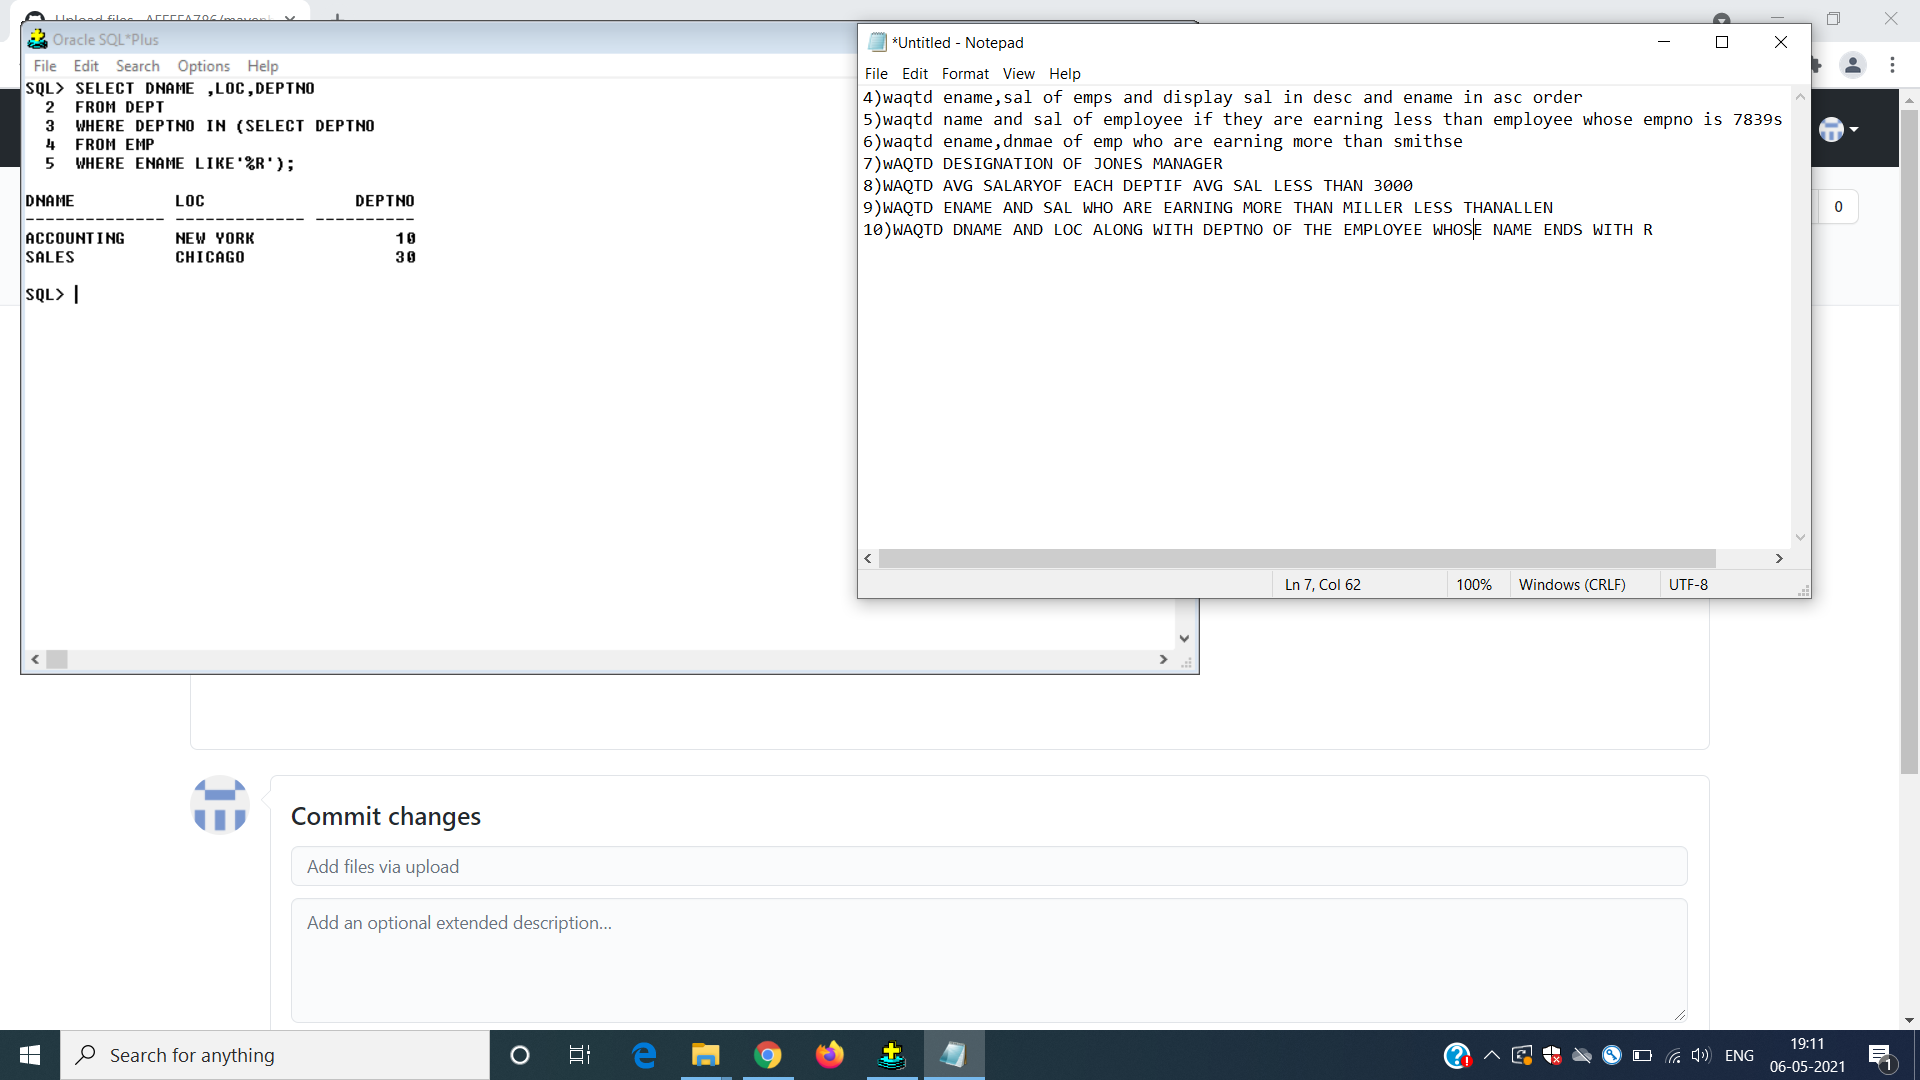 Upload files · AFFFFA786/maven
Oracle SQL*Plus
File Edit Search Options Help
SQL> SELECT DNAME ,LOC,DEPTNO
2 FROM DEPT
3 WHERE DEPTNO IN (SELECT DEPTNO
4 FROM EMP
5 WHERE ENAME LIKE'%R');
DNAME LOC DEPTNO
-------------- ------------- ----------
ACCOUNTING NEW YORK 10
SALES CHICAGO 30
SQL>
*Untitled - Notepad
File Edit Format View Help
4)waqtd ename,sal of emps and display sal in desc and ename in asc order
5)waqtd name and sal of employee if they are earning less than employee whose empno is 7839s
6)waqtd ename,dnmae of emp who are earning more than smithse
7)WAQTD DESIGNATION OF JONES MANAGER
8)WAQTD AVG SALARYOF EACH DEPTIF AVG SAL LESS THAN 3000
9)WAQTD ENAME AND SAL WHO ARE EARNING MORE THAN MILLER LESS THANALLEN
10)WAQTD DNAME AND LOC ALONG WITH DEPTNO OF THE EMPLOYEE WHOSE NAME ENDS WITH R
Ln 7, Col 62 100% Windows (CRLF) UTF-8
0
Commit changes
Add files via upload
Add an optional extended description...
Search for anything
ENG
19:11
06-05-2021
1